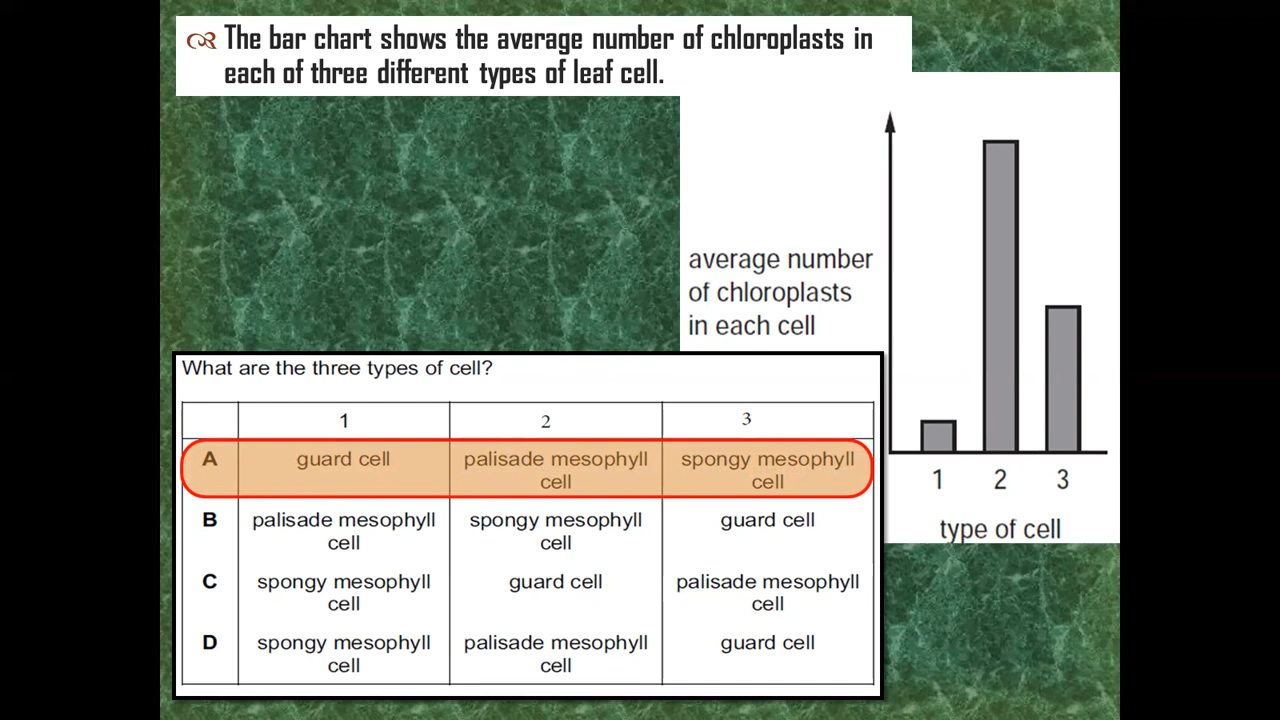 The bar chart shows the average number of chloroplasts in
each of three different types of leaf cell.
average number
of chloroplasts
in each cell
1 2 3
type of cell
What are the three types of cell?
1 2 3
A guard cell palisade mesophyll cell spongy mesophyll cell
B palisade mesophyll cell spongy mesophyll cell guard cell
C spongy mesophyll cell guard cell palisade mesophyll cell
D spongy mesophyll cell palisade mesophyll cell guard cell